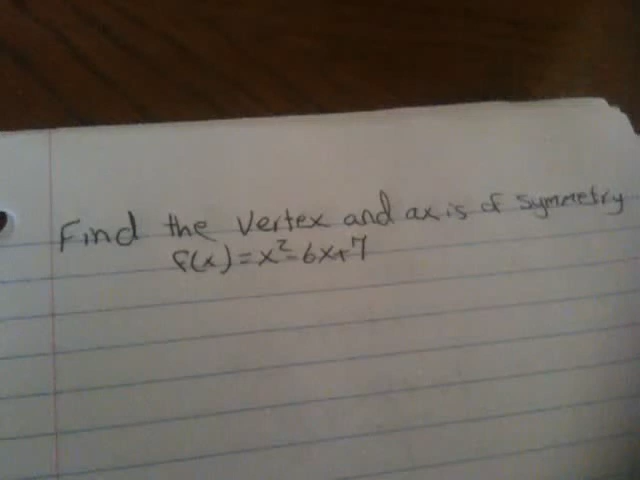 Find the Vertex and axis of symmetry
f(x)=x²-6x+7